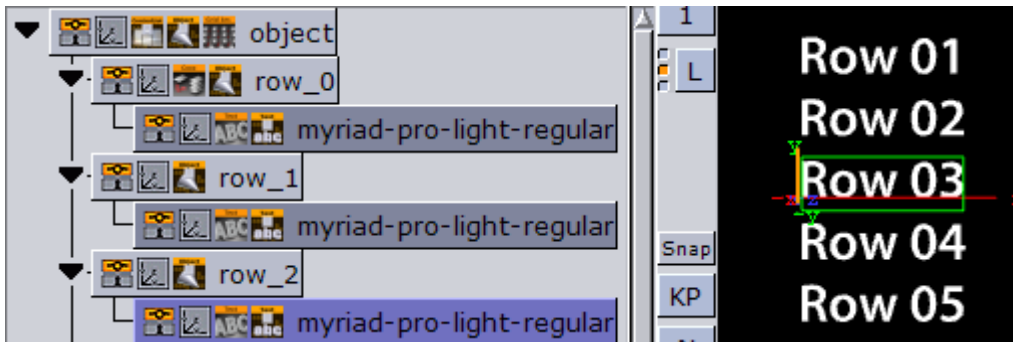 object
row_0
myriad-pro-light-regular
row_1
myriad-pro-light-regular
row_2
myriad-pro-light-regular
1
L
Snap
KP
Row 01
Row 02
Row 03
Row 04
Row 05
y
x z
y